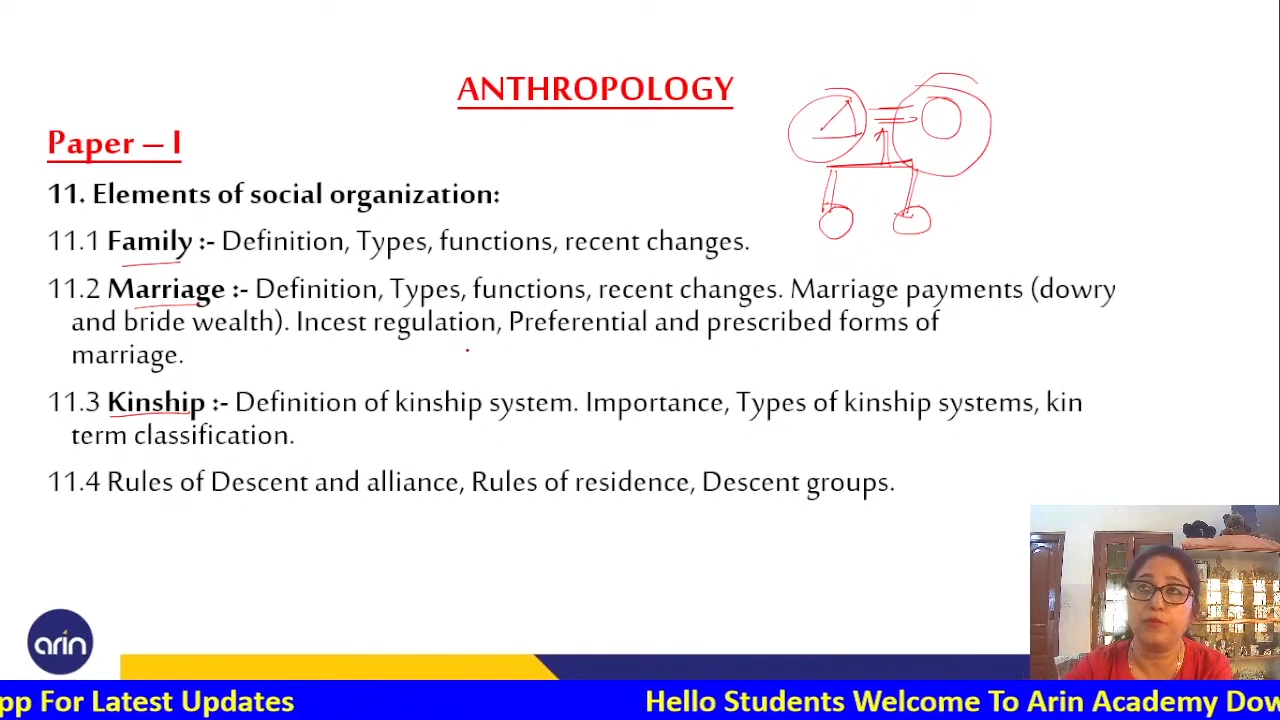 ANTHROPOLOGY
Paper – I
11. Elements of social organization:
11.1 Family :- Definition, Types, functions, recent changes.
11.2 Marriage :- Definition, Types, functions, recent changes. Marriage payments (dowry
and bride wealth). Incest regulation, Preferential and prescribed forms of
marriage.
11.3 Kinship :- Definition of kinship system. Importance, Types of kinship systems, kin
term classification.
11.4 Rules of Descent and alliance, Rules of residence, Descent groups.
arin
pp For Latest Updates Hello Students Welcome To Arin Academy Dow